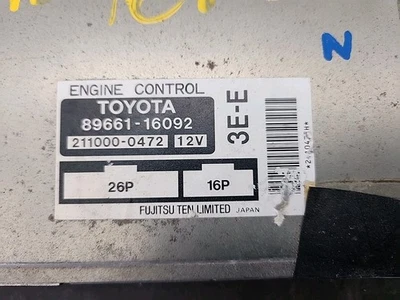 ENGINE CONTROL
TOYOTA
89661-16092
211000-0472 12V
3E-E
26P 16P
FUJITSU TEN LIMITED JAPAN
N